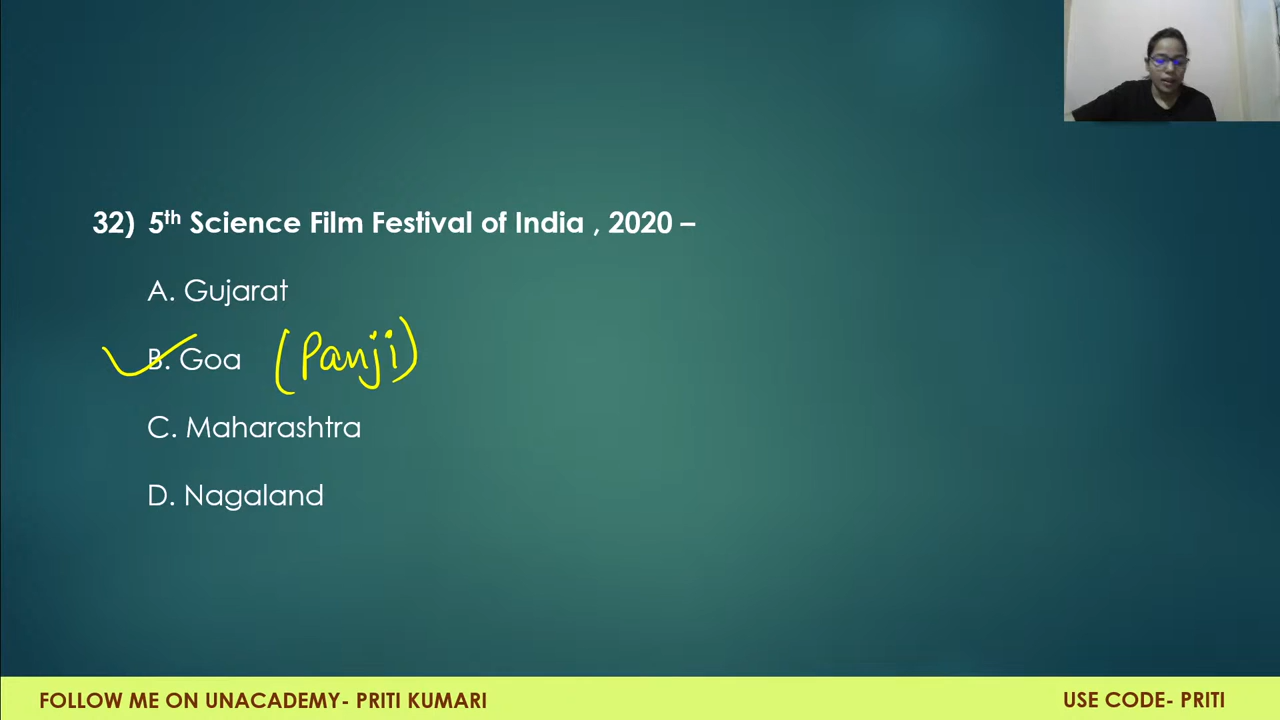 32) 5th Science Film Festival of India , 2020 –
A. Gujarat
B. Goa (Panji)
C. Maharashtra
D. Nagaland
FOLLOW ME ON UNACADEMY- PRITI KUMARI
USE CODE- PRITI